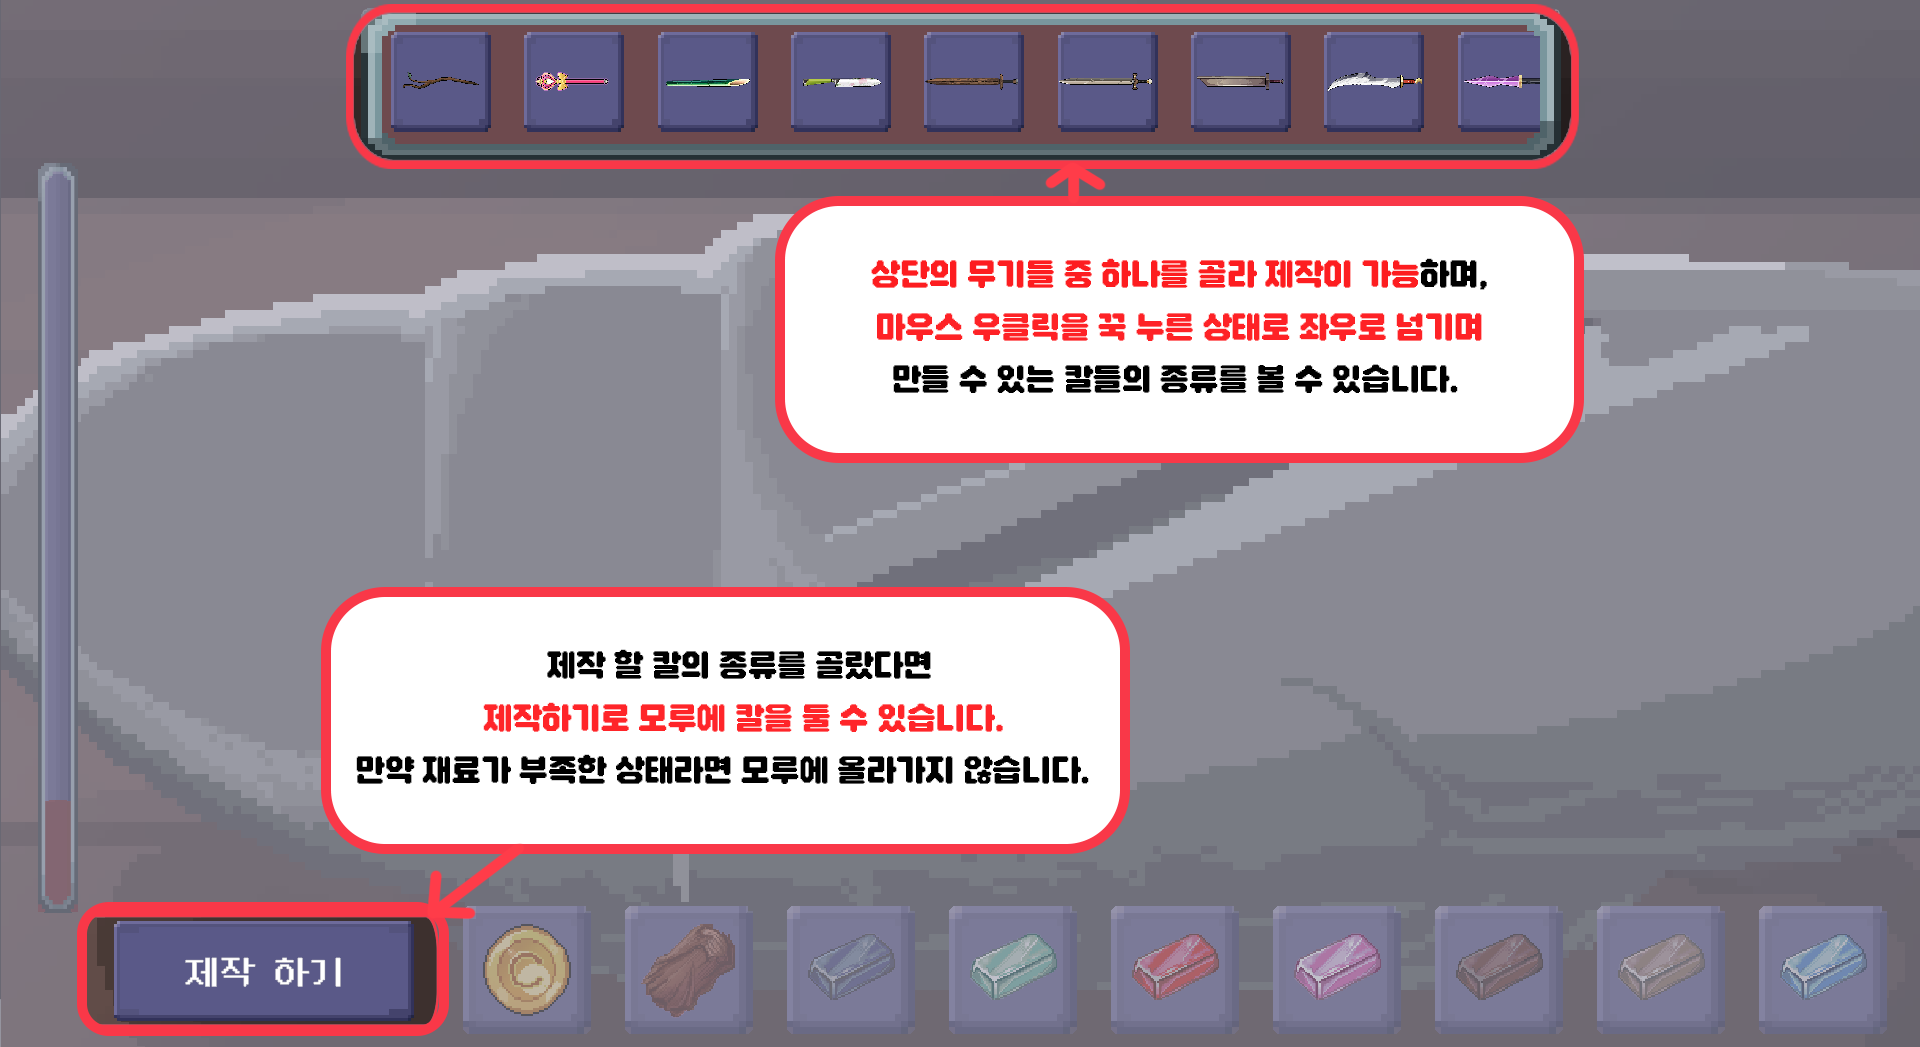 상단의 무기들 중 하나를 골라 제작이 가능하며,
마우스 우클릭을 꾹 누른 상태로 좌우로 넘기며
만들 수 있는 칼들의 종류를 볼 수 있습니다.
제작 할 칼의 종류를 골랐다면
제작하기로 모루에 칼을 둘 수 있습니다.
만약 재료가 부족한 상태라면 모루에 올라가지 않습니다.
제작 하기